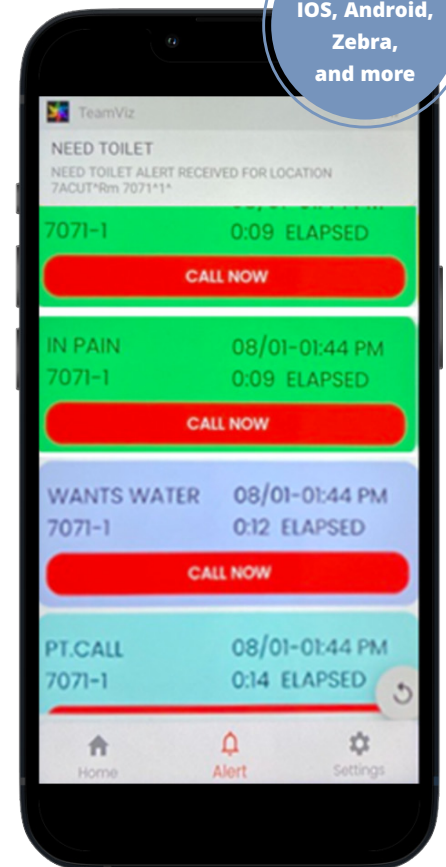 IOS, Android,
Zebra,
and more
TeamViz
NEED TOILET
NEED TOILET ALERT RECEIVED FOR LOCATION
7ACUT^Rm 7071^1^
7071-1 0:09 ELAPSED
CALL NOW
IN PAIN 08/01-01:44 PM
7071-1 0:09 ELAPSED
CALL NOW
WANTS WATER 08/01-01:44 PM
7071-1 0:12 ELAPSED
CALL NOW
PT.CALL 08/01-01:44 PM
7071-1 0:14 ELAPSED
Home Alert Settings